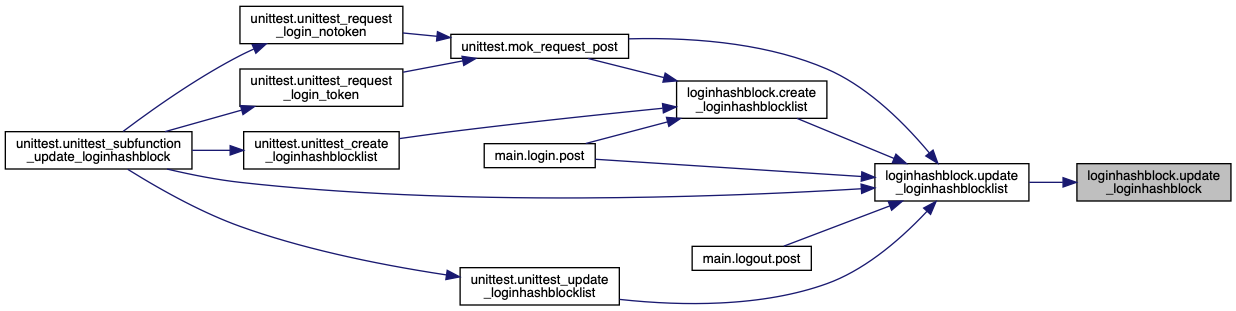 unittest.unittest_request
_login_notoken
unittest.mok_request_post
unittest.unittest_request
_login_token
loginhashblock.create
_loginhashblocklist
unittest.unittest_subfunction
_update_loginhashblock
unittest.unittest_create
_loginhashblocklist
main.login.post
loginhashblock.update
_loginhashblocklist
loginhashblock.update
_loginhashblock
main.logout.post
unittest.unittest_update
_loginhashblocklist